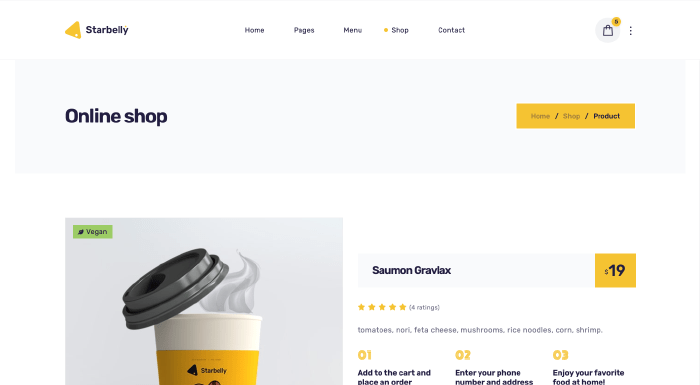 Starbelly
Home Pages Menu Shop Contact
Online shop
Home / Shop / Product
Vegan
Starbelly
Saumon Gravlax
$19
(4 ratings)
tomatoes, nori, feta cheese, mushrooms, rice noodles, corn, shrimp.
01 02 03
Add to the cart and Enter your phone Enjoy your favorite
place an order number and address food at home!